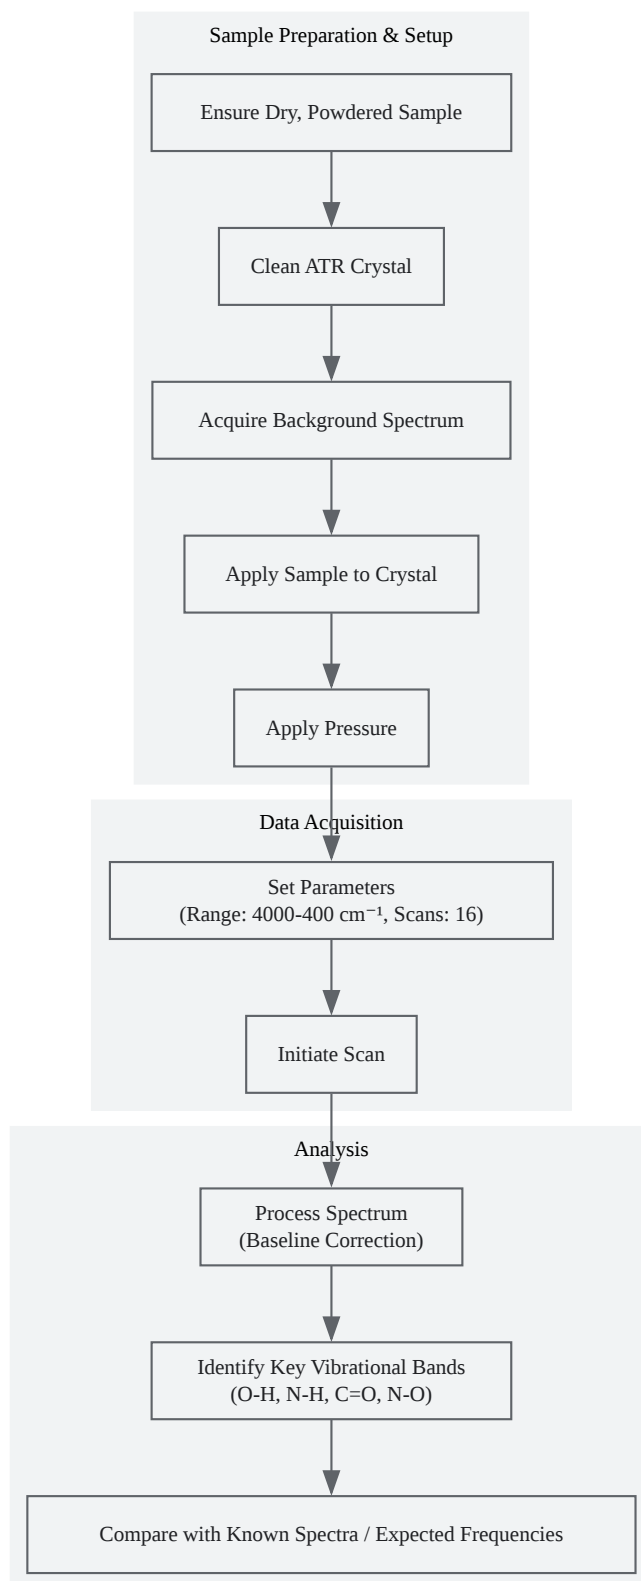 Sample Preparation & Setup
Ensure Dry, Powdered Sample
Clean ATR Crystal
Acquire Background Spectrum
Apply Sample to Crystal
Apply Pressure
Data Acquisition
Set Parameters
(Range: 4000-400 cm⁻¹, Scans: 16)
Initiate Scan
Analysis
Process Spectrum
(Baseline Correction)
Identify Key Vibrational Bands
(O-H, N-H, C=O, N-O)
Compare with Known Spectra / Expected Frequencies